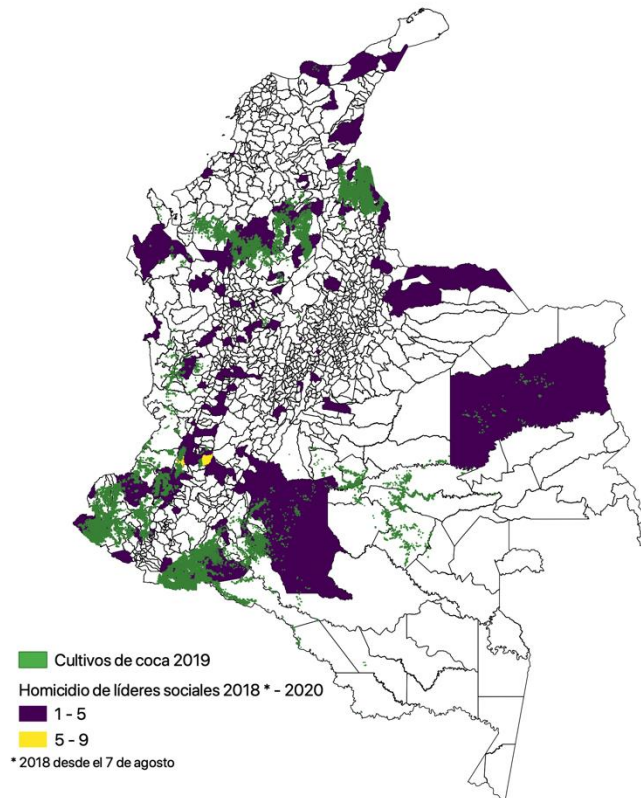 Cultivos de coca 2019
Homicidio de líderes sociales 2018 * - 2020
1 - 5
5 - 9
* 2018 desde el 7 de agosto